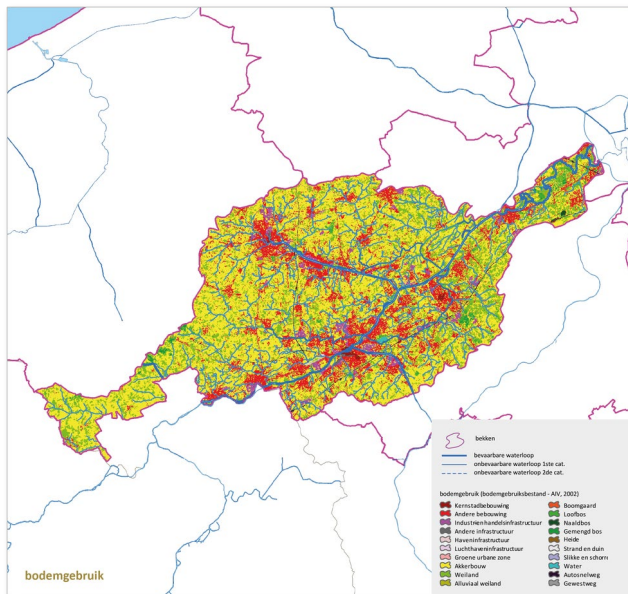 bekken
bevaarbare waterloop
onbevaarbare waterloop 1ste cat.
onbevaarbare waterloop 2de cat.
bodemgebruik (bodemgebruiksbestand - AIV, 2002)
Kernstadbebouwing
Andere bebouwing
Industrien handelsinfrastructuur
Andere infrastructuur
Haveninfrastructuur
Luchthaveninfrastructuur
Groene urbane zone
Akkerbouw
Weiland
Alluviaal weiland
Boomgaard
Loofbos
Naaldbos
Gemengd bos
Heide
Strand en duin
Slikke en schorre
Water
Autosnelweg
Gewestweg
bodemgebruik